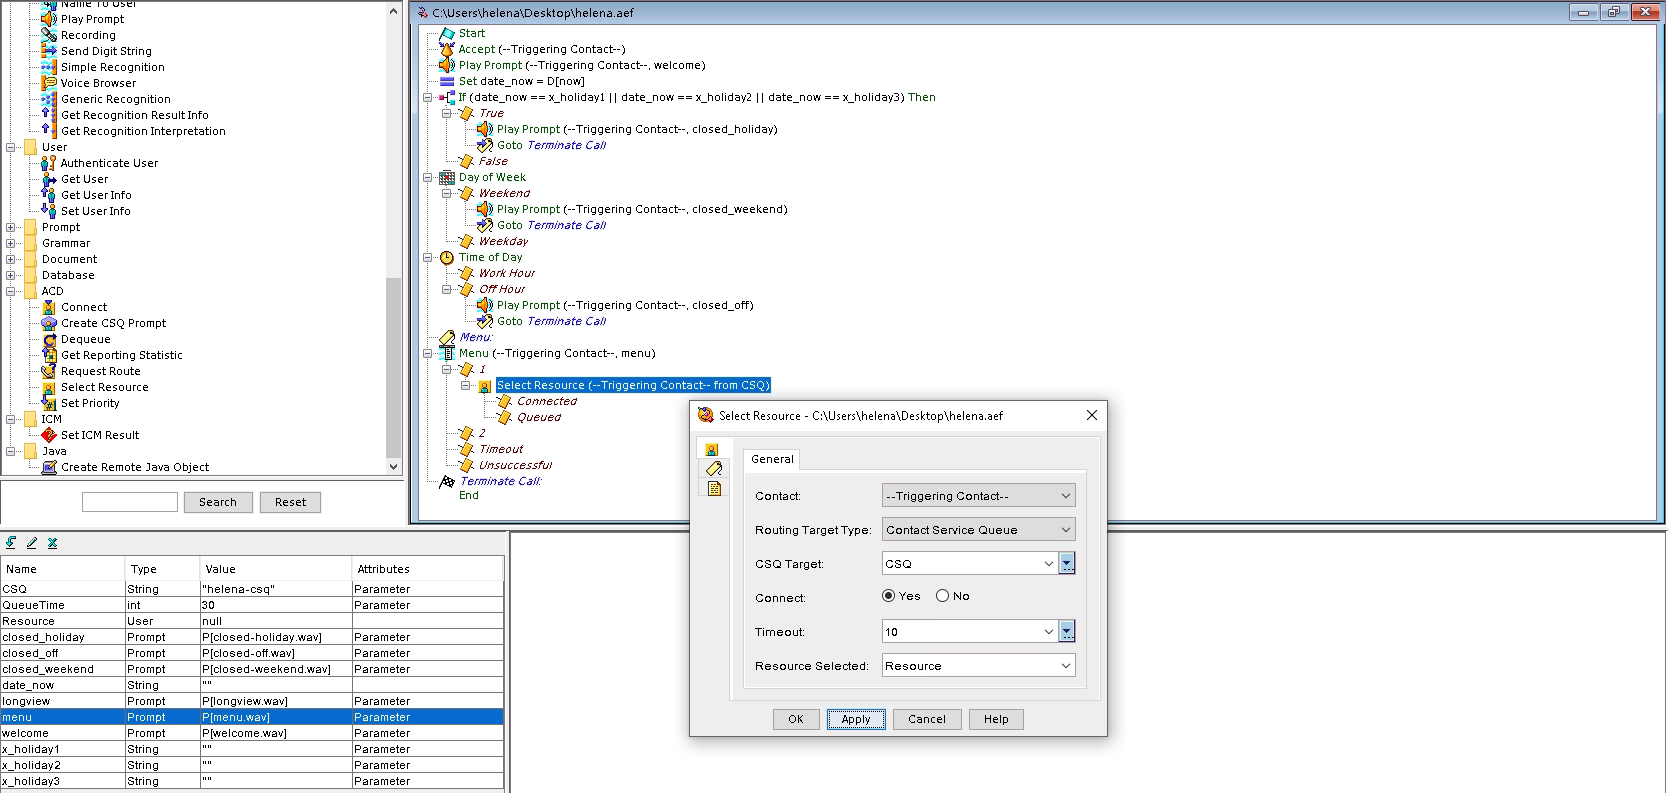 Name To User
Play Prompt
Recording
Send Digit String
Simple Recognition
Voice Browser
Generic Recognition
Get Recognition Result Info
Get Recognition Interpretation
User
Authenticate User
Get User
Get User Info
Set User Info
Prompt
Grammar
Document
Database
ACD
Connect
Create CSQ Prompt
Dequeue
Get Reporting Statistic
Request Route
Select Resource
Set Priority
ICM
Set ICM Result
Java
Create Remote Java Object
Search Reset
C:\Users\helena\Desktop\helena.aef
Start
Accept (--Triggering Contact--)
Play Prompt (--Triggering Contact--, welcome)
Set date_now = D[now]
If (date_now == x_holiday1 || date_now == x_holiday2 || date_now == x_holiday3) Then
True
Play Prompt (--Triggering Contact--, closed_holiday)
Goto Terminate Call
False
Day of Week
Weekend
Play Prompt (--Triggering Contact--, closed_weekend)
Goto Terminate Call
Weekday
Time of Day
Work Hour
Off Hour
Play Prompt (--Triggering Contact--, closed_off)
Goto Terminate Call
Menu:
Menu (--Triggering Contact--, menu)
1
Select Resource (--Triggering Contact-- from CSQ)
Connected
Queued
2
Timeout
Unsuccessful
Terminate Call:
End
Select Resource - C:\Users\helena\Desktop\helena.aef
General
Contact: --Triggering Contact--
Routing Target Type: Contact Service Queue
CSQ Target: CSQ
Connect: Yes No
Timeout: 10
Resource Selected: Resource
OK Apply Cancel Help
Name Type Value Attributes
CSQ String "helena-csq" Parameter
QueueTime int 30 Parameter
Resource User null
closed_holiday Prompt P[closed-holiday.wav] Parameter
closed_off Prompt P[closed-off.wav] Parameter
closed_weekend Prompt P[closed-weekend.wav] Parameter
date_now String ""
longview Prompt P[longview.wav] Parameter
menu Prompt P[menu.wav] Parameter
welcome Prompt P[welcome.wav] Parameter
x_holiday1 String "" Parameter
x_holiday2 String "" Parameter
x_holiday3 String "" Parameter